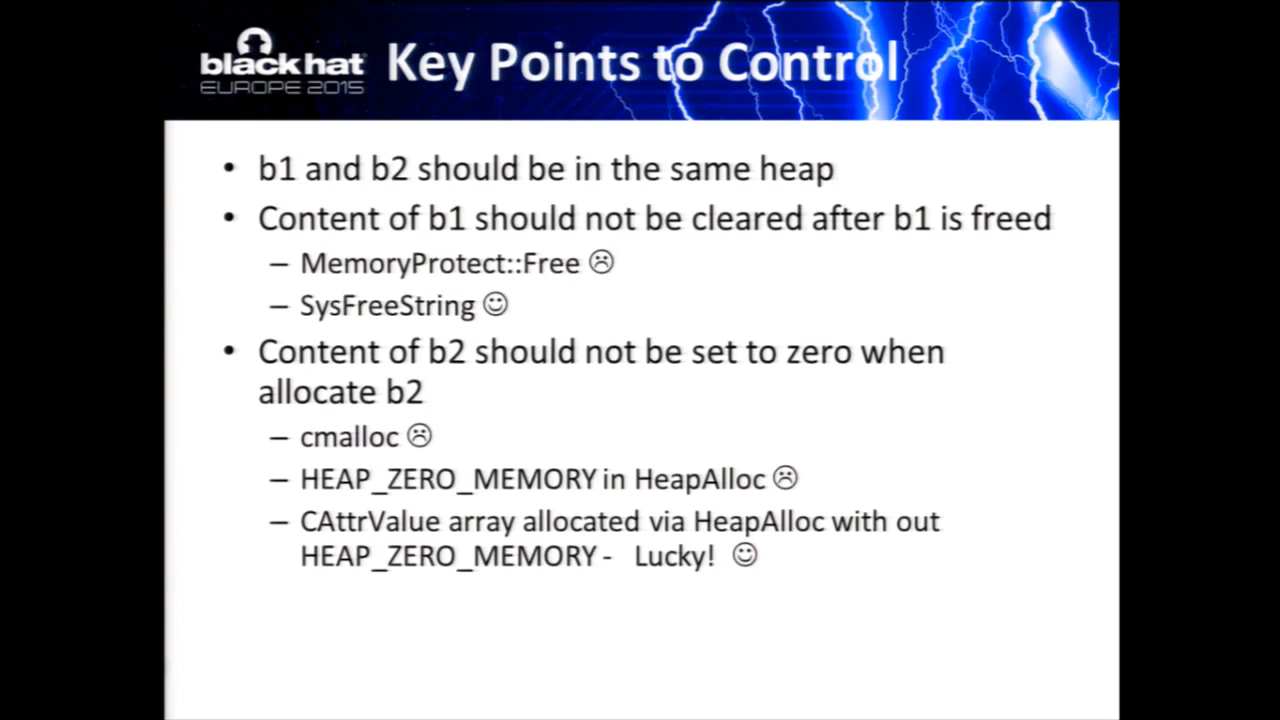 black hat
EUROPE 2015
Key Points to Control
• b1 and b2 should be in the same heap
• Content of b1 should not be cleared after b1 is freed
– MemoryProtect::Free ☹
– SysFreeString ☺
• Content of b2 should not be set to zero when
allocate b2
– cmalloc ☹
– HEAP_ZERO_MEMORY in HeapAlloc ☹
– CAttrValue array allocated via HeapAlloc with out
HEAP_ZERO_MEMORY - Lucky! ☺